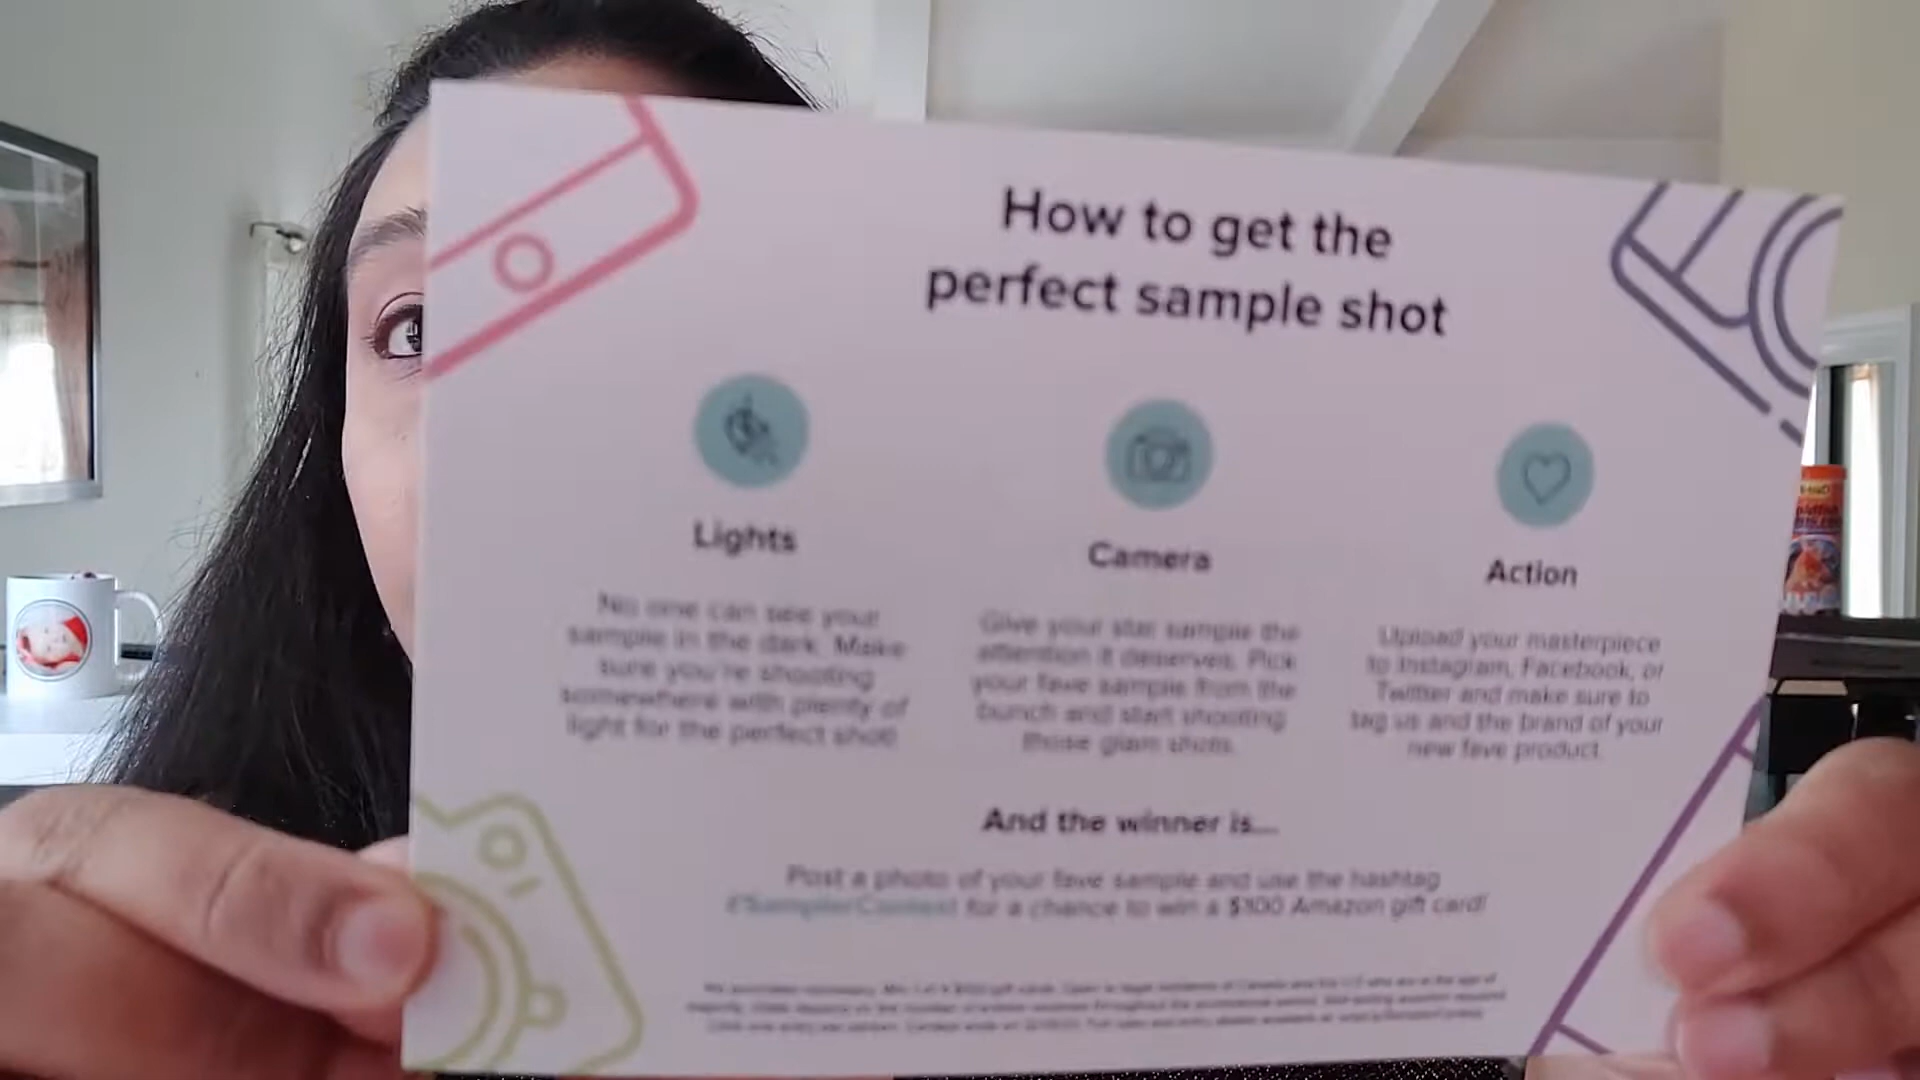 How to get the
perfect sample shot
Lights
No one can see your
sample in the dark. Make
sure you're shooting
somewhere with plenty of
light for the perfect shot!
Camera
Give your star sample the
attention it deserves. Pick
your fave sample from the
bunch and start shooting
those glam shots.
Action
Upload your masterpiece
to Instagram, Facebook, or
Twitter and make sure to
tag us and the brand of your
new fave product.
And the winner is...
Post a photo of your fave sample and use the hashtag
#SamplerContest for a chance to win a $100 Amazon gift card!